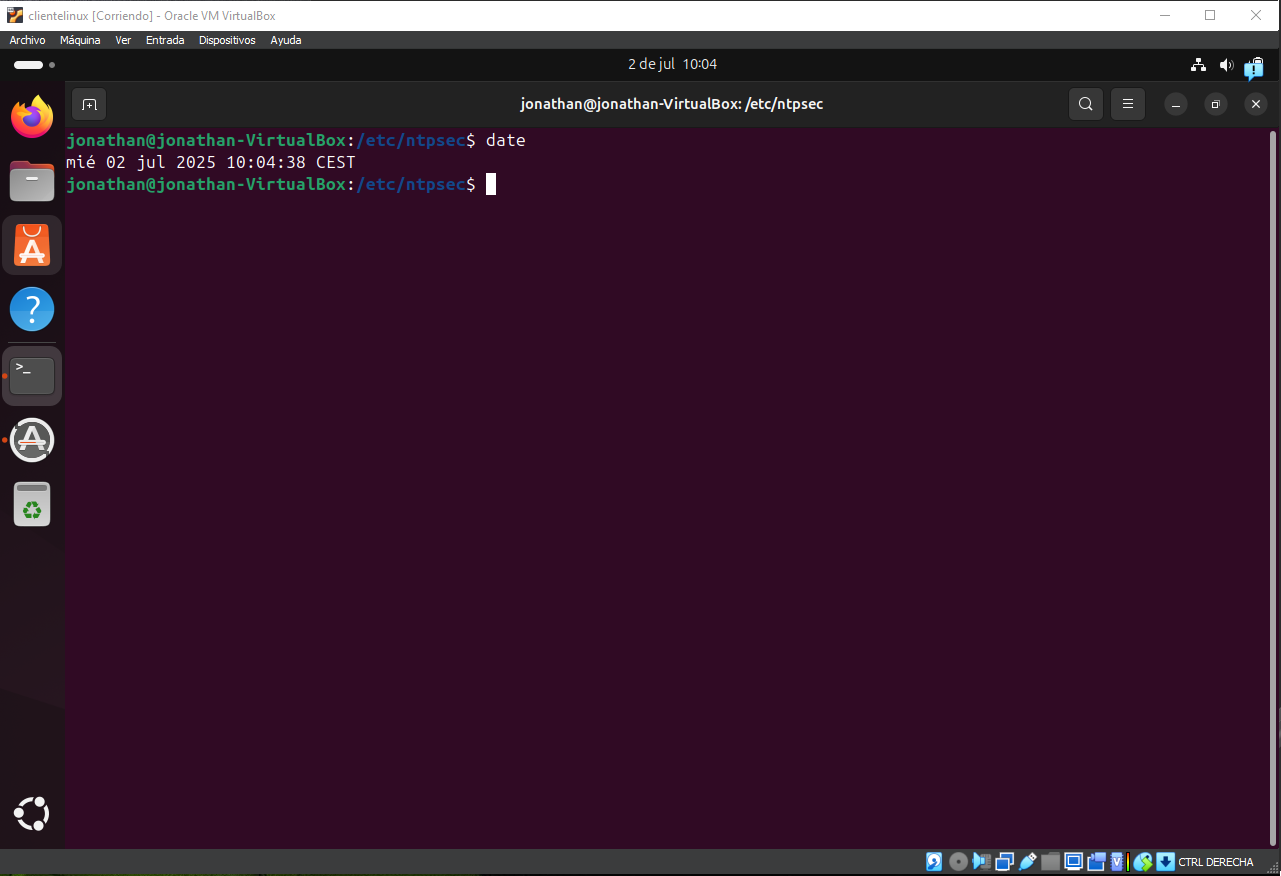 clientelinux [Corriendo] - Oracle VM VirtualBox
Archivo Máquina Ver Entrada Dispositivos Ayuda
2 de jul 10:04
jonathan@jonathan-VirtualBox: /etc/ntpsec
jonathan@jonathan-VirtualBox:/etc/ntpsec$ date
mié 02 jul 2025 10:04:38 CEST
jonathan@jonathan-VirtualBox:/etc/ntpsec$
CTRL DERECHA